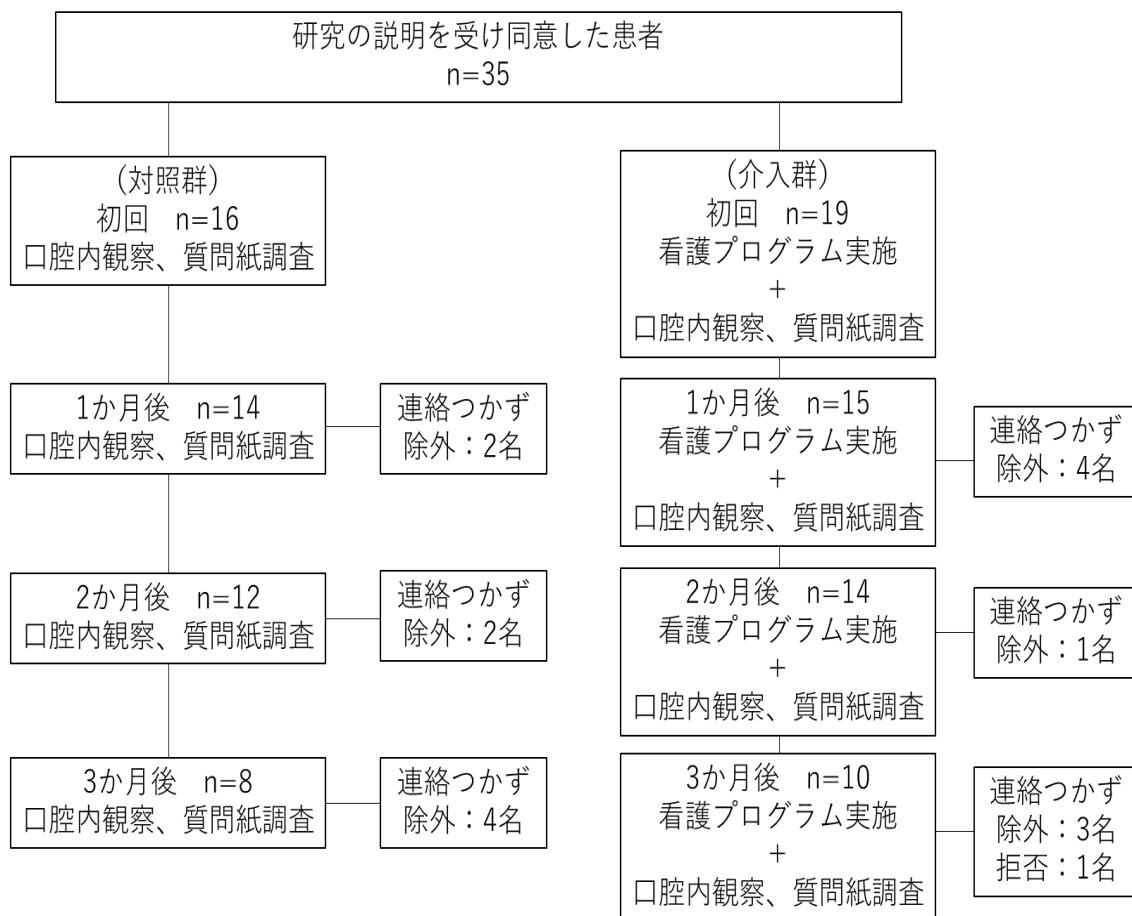 研究の説明を受け同意した患者
n=35
(対照群)
初回　n=16
口腔内観察、質問紙調査
(介入群)
初回　n=19
看護プログラム実施
+
口腔内観察、質問紙調査
1か月後　n=14
口腔内観察、質問紙調査
連絡つかず
除外：2名
1か月後　n=15
看護プログラム実施
+
口腔内観察、質問紙調査
連絡つかず
除外：4名
2か月後　n=12
口腔内観察、質問紙調査
連絡つかず
除外：2名
2か月後　n=14
看護プログラム実施
+
口腔内観察、質問紙調査
連絡つかず
除外：1名
3か月後　n=8
口腔内観察、質問紙調査
連絡つかず
除外：4名
3か月後　n=10
看護プログラム実施
+
口腔内観察、質問紙調査
連絡つかず
除外：3名
拒否：1名